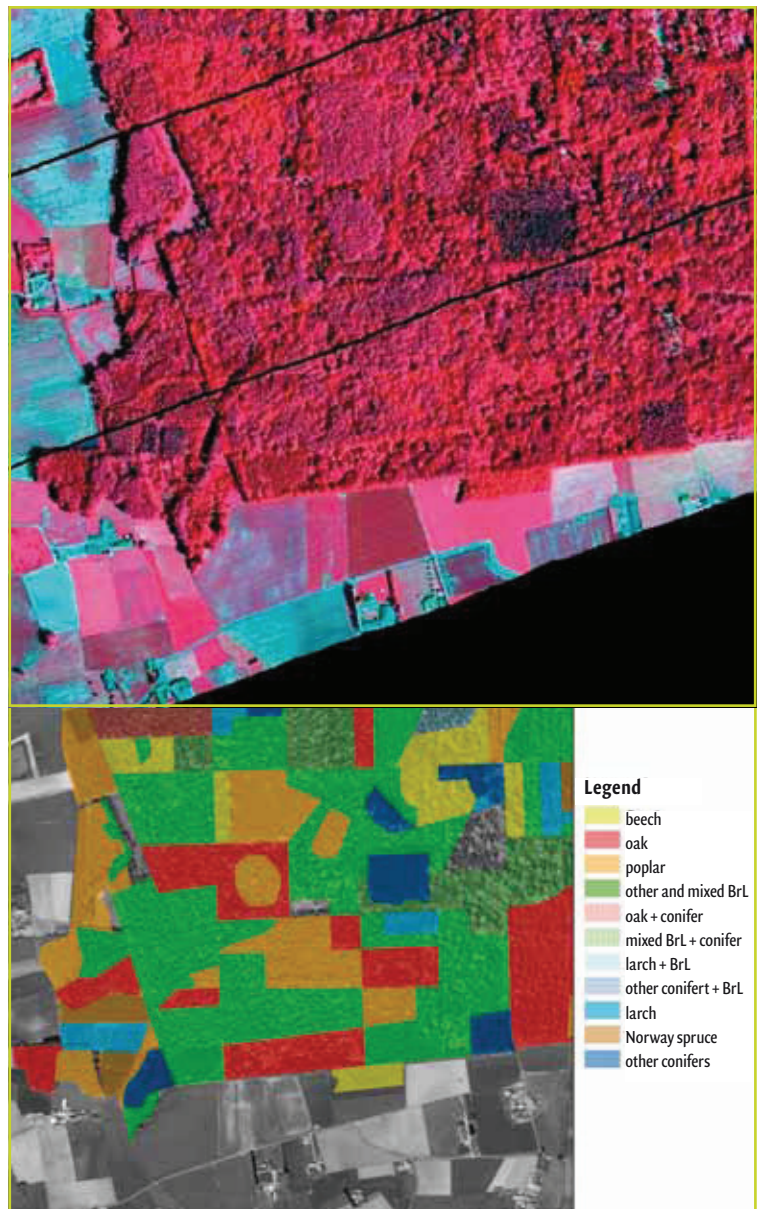 Legend
beech
oak
poplar
other and mixed BrL
oak + conifer
mixed BrL + conifer
larch + BrL
other conifert + BrL
larch
Norway spruce
other conifers